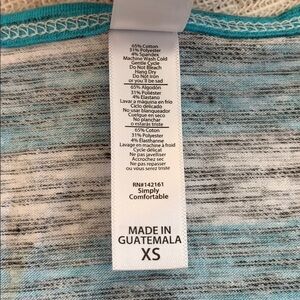 65% Cotton
31% Polyester
4% Spandex
Machine Wash Cold
Gentle Cycle
Do Not Bleach
Hang Dry
Do Not Iron
or you'll be sad
65% Algodón
31% Poliéster
4% Elastano
Lavar a máquina en frio
Ciclo delicado
No usar blanqueador
Cuelgue en seco
No planchar
o estarás triste
65% Coton
31% Polyester
4% Elasthanne
Lavage en machine à froid
Cycle délicat
Ne pas javelliser
Accrochez sec
Ne pas repasser
ou vous serez triste
RN#142161
Simply
Comfortable
MADE IN
GUATEMALA
XS